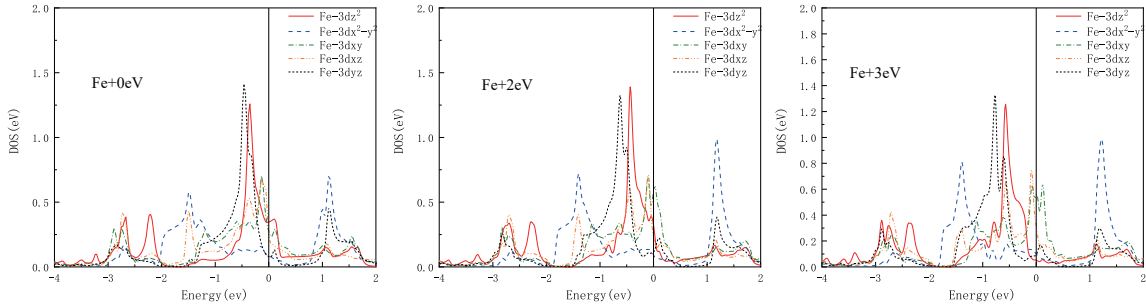 2.0
1.5
1.0
0.5
0.0
DOS(eV)
Fe+0eV
Fe-3dz²
Fe-3dx²-y²
Fe-3dxy
Fe-3dxz
Fe-3dyz
-4 -3 -2 -1 0 1 2
Energy(ev)
2.0
1.5
1.0
0.5
0.0
DOS(eV)
Fe+2eV
Fe-3dz²
Fe-3dx²-y²
Fe-3dxy
Fe-3dxz
Fe-3dyz
-4 -3 -2 -1 0 1 2
Energy(ev)
2.0
1.8
1.6
1.4
1.2
1.0
0.8
0.6
0.4
0.2
0.0
DOS(eV)
Fe+3eV
Fe-3dz²
Fe-3dx²-y²
Fe-3dxy
Fe-3dxz
Fe-3dyz
-4 -3 -2 -1 0 1 2
Energy(ev)